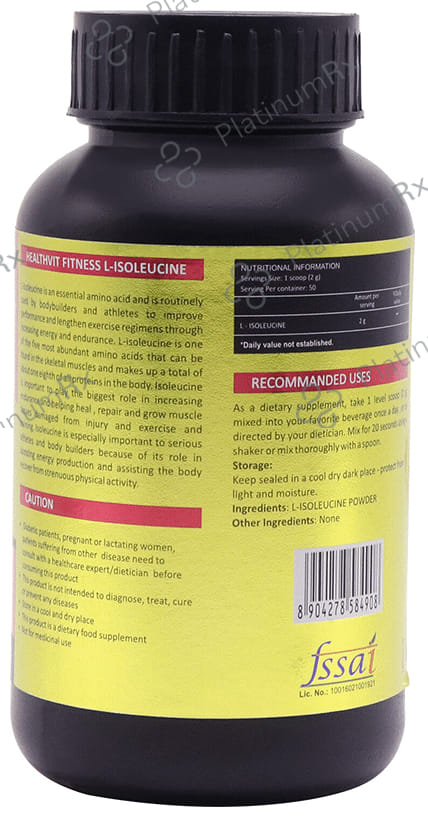 HEALTHVIT FITNESS L-ISOLEUCINE
L-isoleucine is an essential amino acid and is routinely
used by bodybuilders and athletes to improve
performance and lengthen exercise regimens through
increasing energy and endurance. L-isoleucine is one
of the five most abundant amino acids that can be
found in the skeletal muscles and makes up a total of
about one eighth of the proteins in the body. Isoleucine
important to the biggest role in increasing
endurance, helping heal, repair and grow muscle
damaged from injury and exercise and
Isoleucine is especially important to serious
athletes and body builders because of its role in
energy production and assisting the body
recover from strenuous physical activity.
CAUTION
• Diabetic patients, pregnant or lactating women,
patients suffering from other disease need to
consult with a healthcare expert/dietician before
consuming this product
• This product is not intended to diagnose, treat, cure
or prevent any diseases
• Store in a cool and dry place
• This product is a dietary food supplement
• Not for medicinal use
NUTRITIONAL INFORMATION
Servings Size: 1 scoop (2 g)
Serving Per container: 50
Amount per
serving
%Daily
value
L - ISOLEUCINE 2 g **
*Daily value not established.
RECOMMANDED USES
As a dietary supplement, take 1 level scoop
mixed into your favorite beverage once a day, or as
directed by your dietician. Mix for 20 seconds using
shaker or mix thoroughly with a spoon.
Storage:
Keep sealed in a cool dry dark place - protect from
light and moisture.
Ingredients: L-ISOLEUCINE POWDER
Other Ingredients: None
8 904278 584908
fssai
Lic. No.: 10016021001921
PlatinumRx
PlatinumRx
PlatinumRx
PlatinumRx